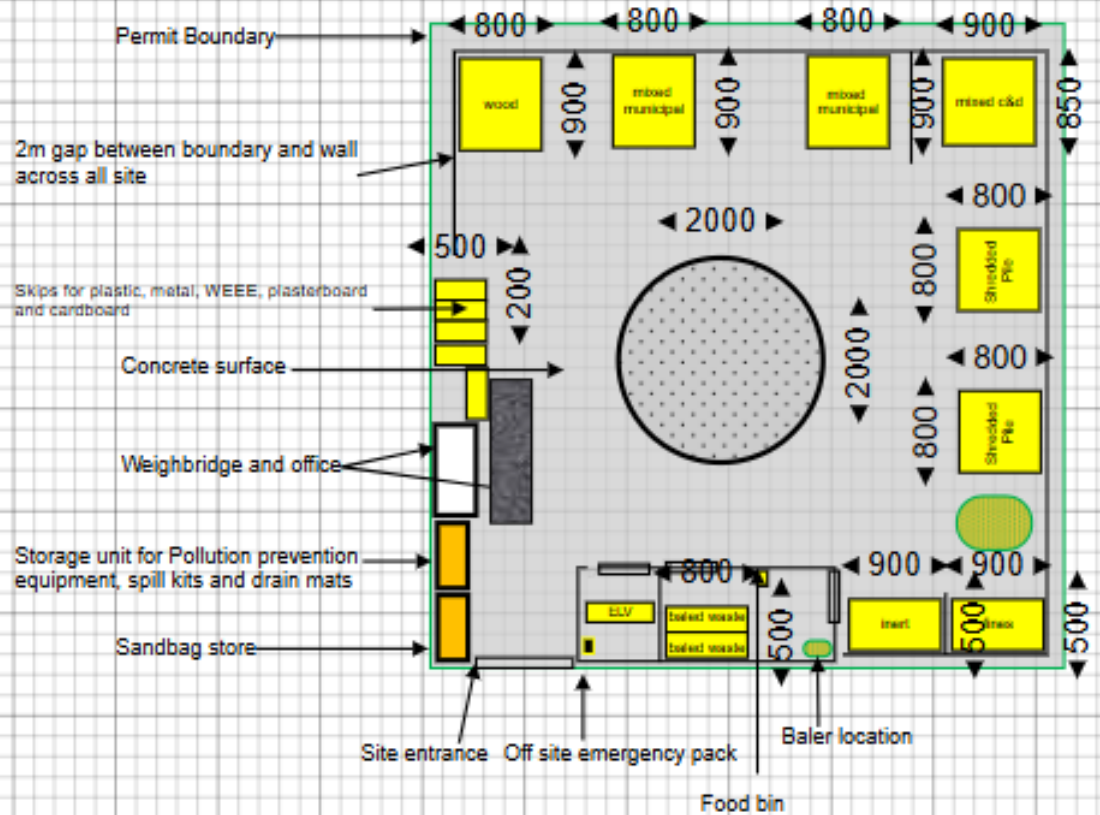 800
800
800
900
Permit Boundary
wood
900
mixed
municipal
900
mixed
municipal
900
mixed c&d
850
2m gap between boundary and wall
across all site
800
2000
500
800
Shredded
Pile
200
Skips for plastic, metal, WEEE, plasterboard
and cardboard
2000
800
Concrete surface
800
Shredded
Pile
Weighbridge and office
Storage unit for Pollution prevention
equipment, spill kits and drain mats
800
900
900
ELV
baled waste
baled waste
500
inert
fines
500
500
Sandbag store
Site entrance
Off site emergency pack
Baler location
Food bin